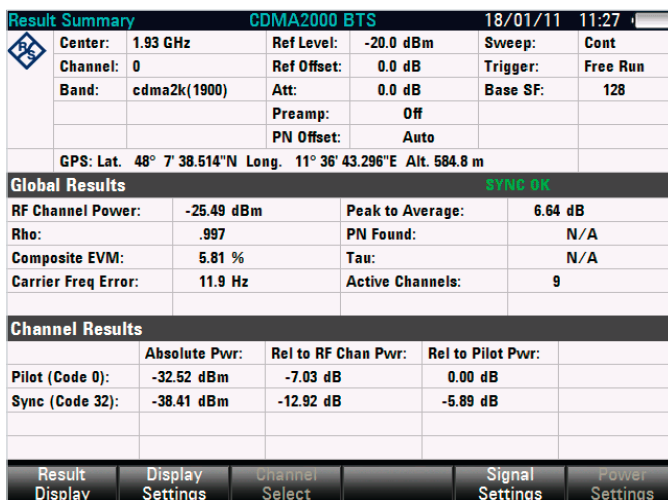 Result Summary CDMA2000 BTS 18/01/11 11:27
R&S Center: 1.93 GHz Ref Level: -20.0 dBm Sweep: Cont
Channel: 0 Ref Offset: 0.0 dB Trigger: Free Run
Band: cdma2k(1900) Att: 0.0 dB Base SF: 128
Preamp: Off
PN Offset: Auto
GPS: Lat. 48° 7' 38.514"N Long. 11° 36' 43.296"E Alt. 584.8 m
Global Results SYNC OK
RF Channel Power: -25.49 dBm Peak to Average: 6.64 dB
Rho: .997 PN Found: N/A
Composite EVM: 5.81 % Tau: N/A
Carrier Freq Error: 11.9 Hz Active Channels: 9
Channel Results
Absolute Pwr: Rel to RF Chan Pwr: Rel to Pilot Pwr:
Pilot (Code 0): -32.52 dBm -7.03 dB 0.00 dB
Sync (Code 32): -38.41 dBm -12.92 dB -5.89 dB
Result Display Display Settings Channel Select Signal Settings Power Settings